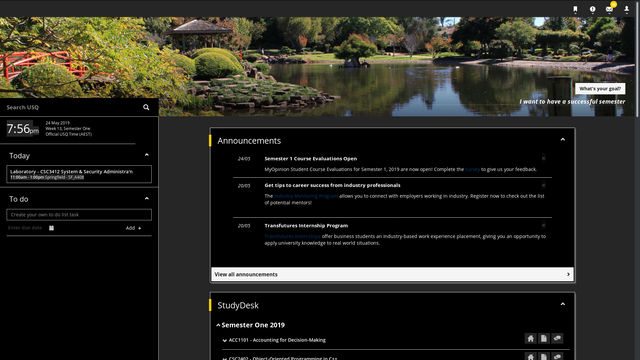 What's your goal?
I want to have a successful semester
Search USQ
7:56pm
24 May 2019
Week 13, Semester One
Official USQ Time (AEST)
Today
Laboratory - CSC3412 System & Security Administra'n
11:00am - 1:00pm Springfield - SF_A408
To do
Create your own to do list task
Enter due date
Add +
Announcements
24/05
Semester 1 Course Evaluations Open
MyOpinion Student Course Evaluations for Semester 1, 2019 are now open! Complete the survey to give us your feedback.
20/05
Get tips to career success from industry professionals
The Industry Mentoring Program allows you to connect with employers working in industry. Register now to check out the list
of potential mentors!
20/05
Transfutures Internship Program
offer business students an industry-based work experience placement, giving you an opportunity to
apply university knowledge to real world situations.
View all announcements
StudyDesk
Semester One 2019
ACC1101 - Accounting for Decision-Making
CSC2402 - Object-Oriented Programming in C++